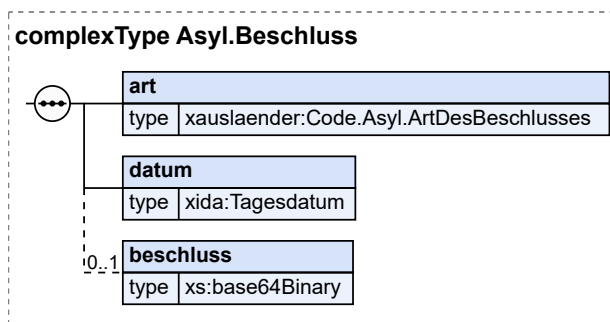 complexType Asyl.Beschluss
art
type xauslaender:Code.Asyl.ArtDesBeschlusses
datum
type xida:Tagesdatum
0..1 beschluss
type xs:base64Binary